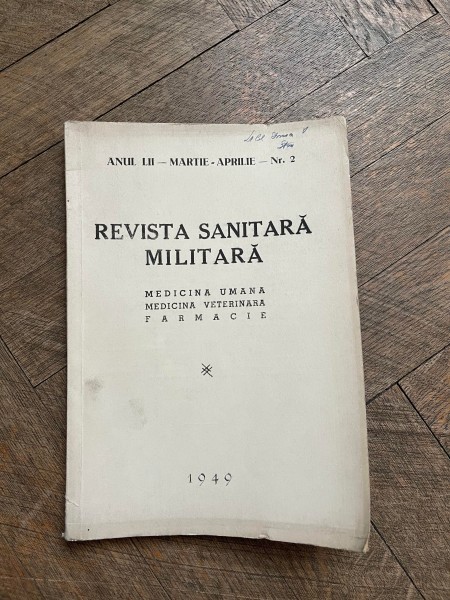 ANUL LII — MARTIE - APRILIE — Nr. 2
REVISTA SANITARĂ
MILITARĂ
MEDICINA UMANA
MEDICINA VETERINARA
FARMACIE
1949